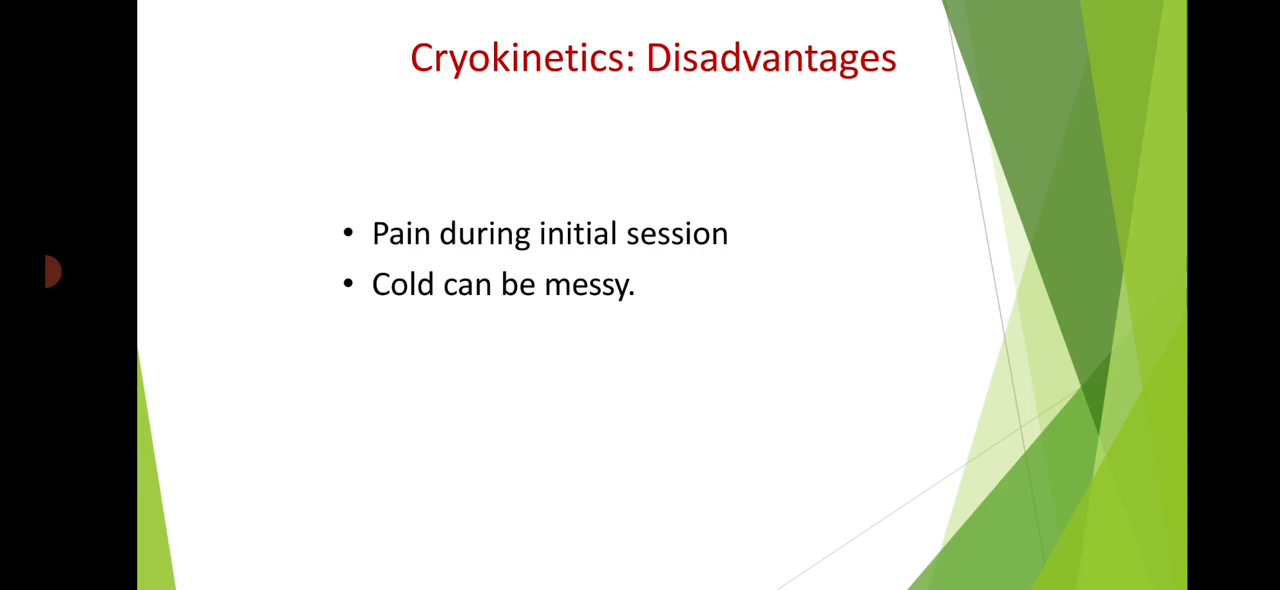 Cryokinetics: Disadvantages
• Pain during initial session
• Cold can be messy.